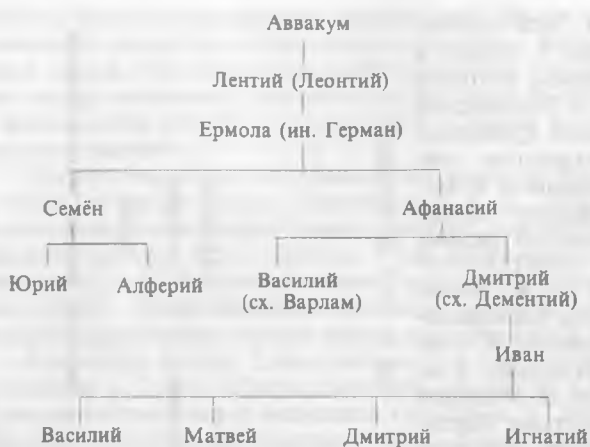 Аввакум
Лентий (Леонтий)
Ермола (ин. Герман)
Семён Афанасий
Юрий Алферий Василий Дмитрий
(сх. Варлам) (сх. Дементий)
Иван
Василий Матвей Дмитрий Игнатий